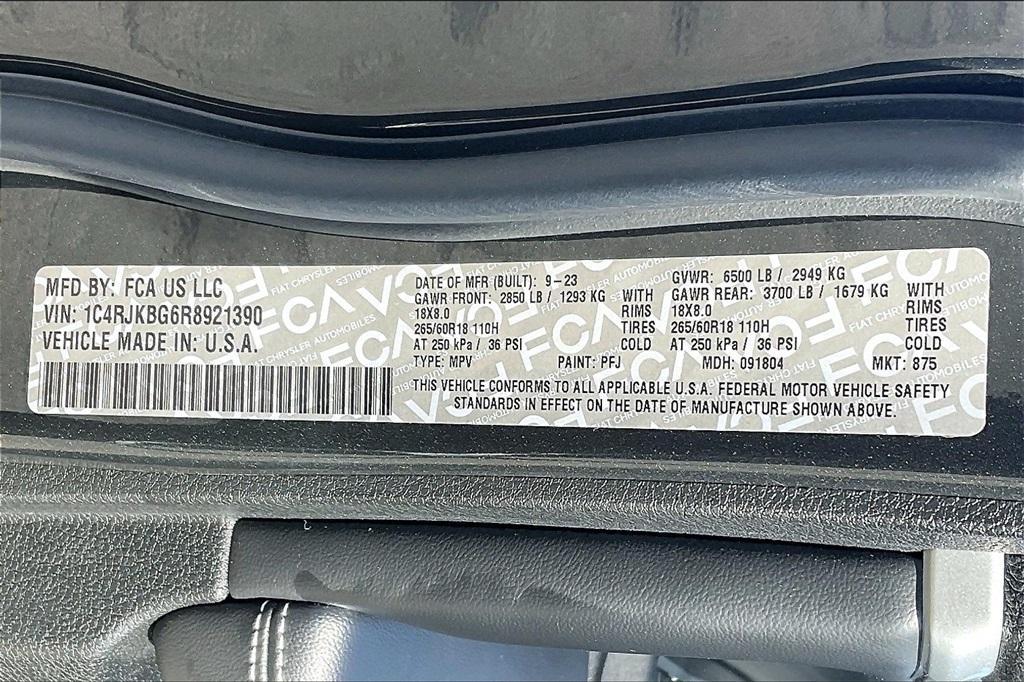 MFD BY: FCA US LLC
VIN: 1C4RJKBG6R8921390
VEHICLE MADE IN: U.S.A.
DATE OF MFR (BUILT): 9-23 GVWR: 6500 LB / 2949 KG
GAWR FRONT: 2850 LB / 1293 KG WITH GAWR REAR: 3700 LB / 1679 KG WITH
18X8.0 RIMS 18X8.0 RIMS
265/60R18 110H TIRES 265/60R18 110H TIRES
AT 250 kPa / 36 PSI COLD AT 250 kPa / 36 PSI COLD
TYPE: MPV PAINT: PFJ MDH: 091804 MKT: 875
THIS VEHICLE CONFORMS TO ALL APPLICABLE U.S.A. FEDERAL MOTOR VEHICLE SAFETY
STANDARDS IN EFFECT ON THE DATE OF MANUFACTURE SHOWN ABOVE.